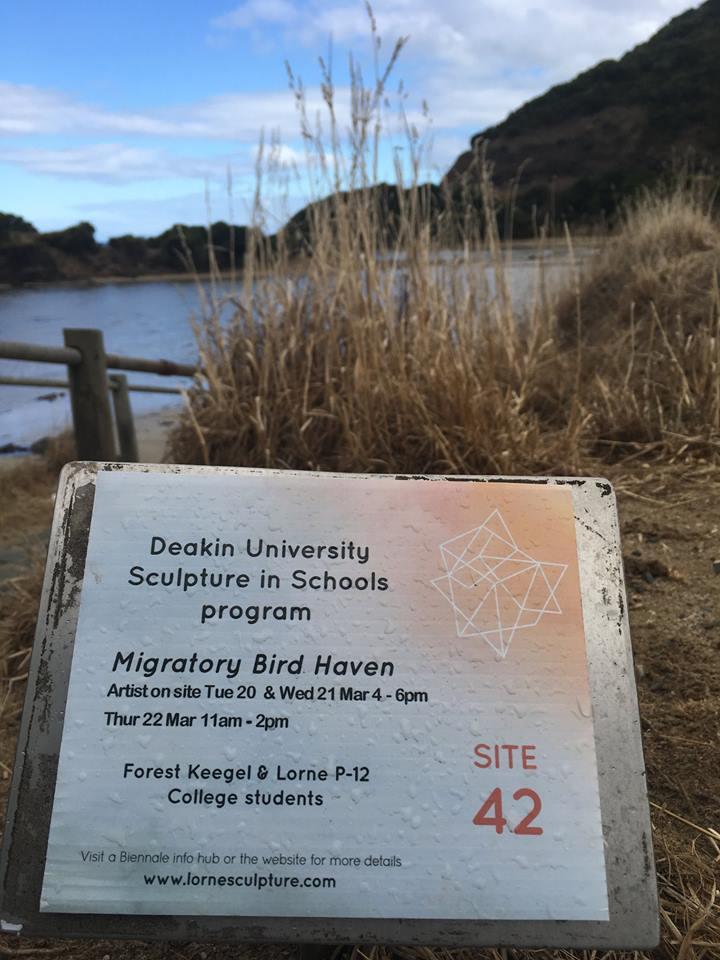 Deakin University
Sculpture in Schools
program
Migratory Bird Haven
Artist on site Tue 20 & Wed 21 Mar 4 - 6pm
Thur 22 Mar 11am - 2pm
Forest Keegel & Lorne P-12
College students
SITE
42
Visit a Biennale info hub or the website for more details
www.lornesculpture.com